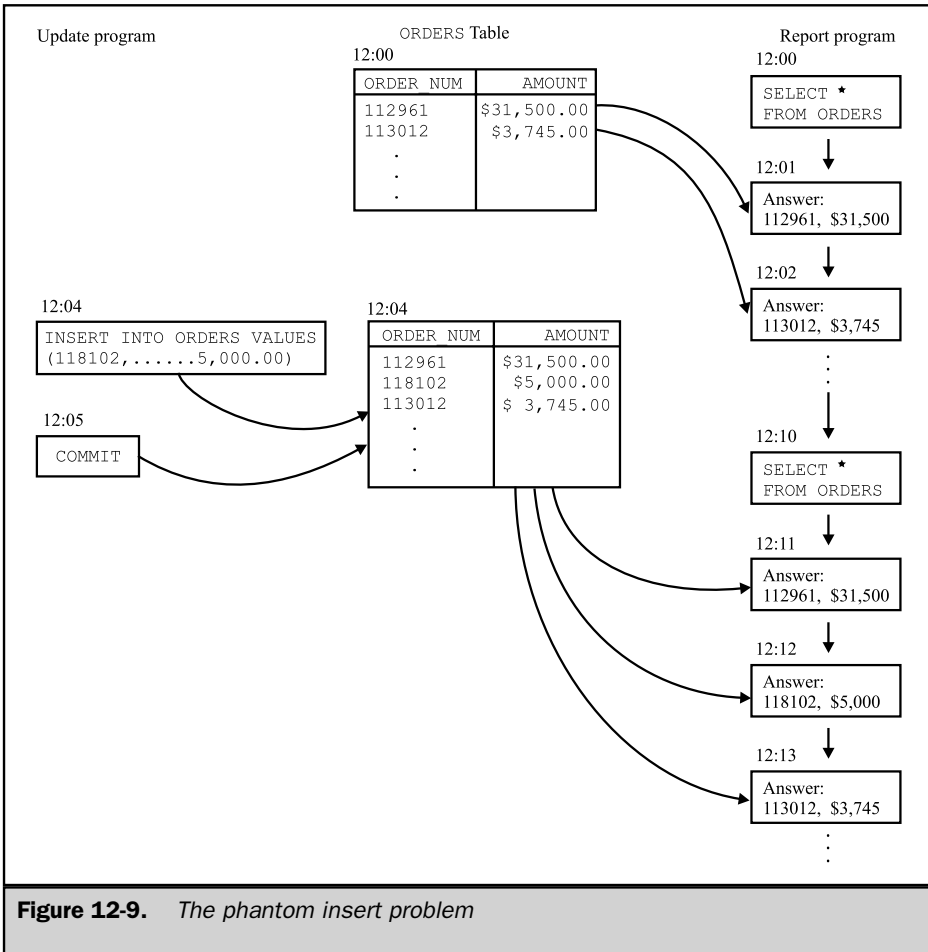 Update program
ORDERS Table
Report program
12:00
ORDER_NUM AMOUNT
112961 $31,500.00
113012 $3,745.00
.
.
.
12:00
SELECT *
FROM ORDERS
12:01
Answer:
112961, $31,500
12:02
Answer:
113012, $3,745
.
.
.
12:04
INSERT INTO ORDERS VALUES
(118102,......5,000.00)
12:05
COMMIT
12:04
ORDER_NUM AMOUNT
112961 $31,500.00
118102 $5,000.00
113012 $ 3,745.00
.
.
.
12:10
SELECT *
FROM ORDERS
12:11
Answer:
112961, $31,500
12:12
Answer:
118102, $5,000
12:13
Answer:
113012, $3,745
.
.
.
Figure 12-9. The phantom insert problem